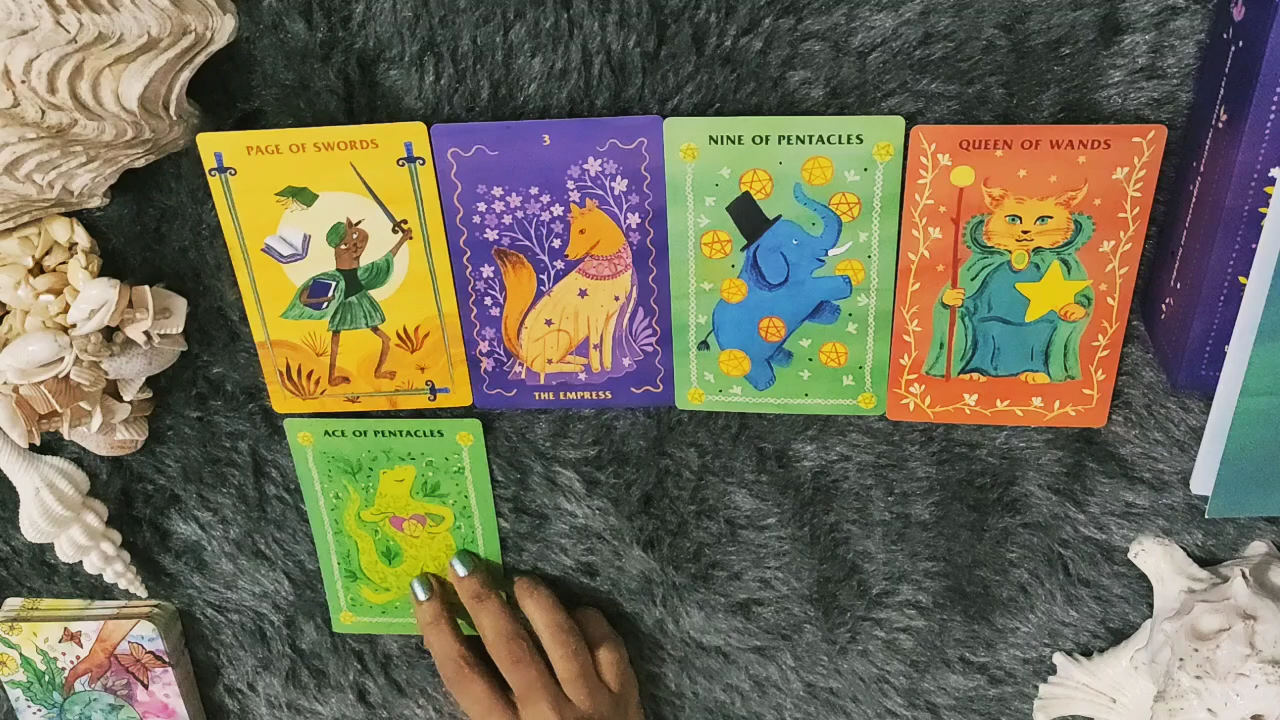 PAGE OF SWORDS
3
THE EMPRESS
NINE OF PENTACLES
QUEEN OF WANDS
ACE OF PENTACLES